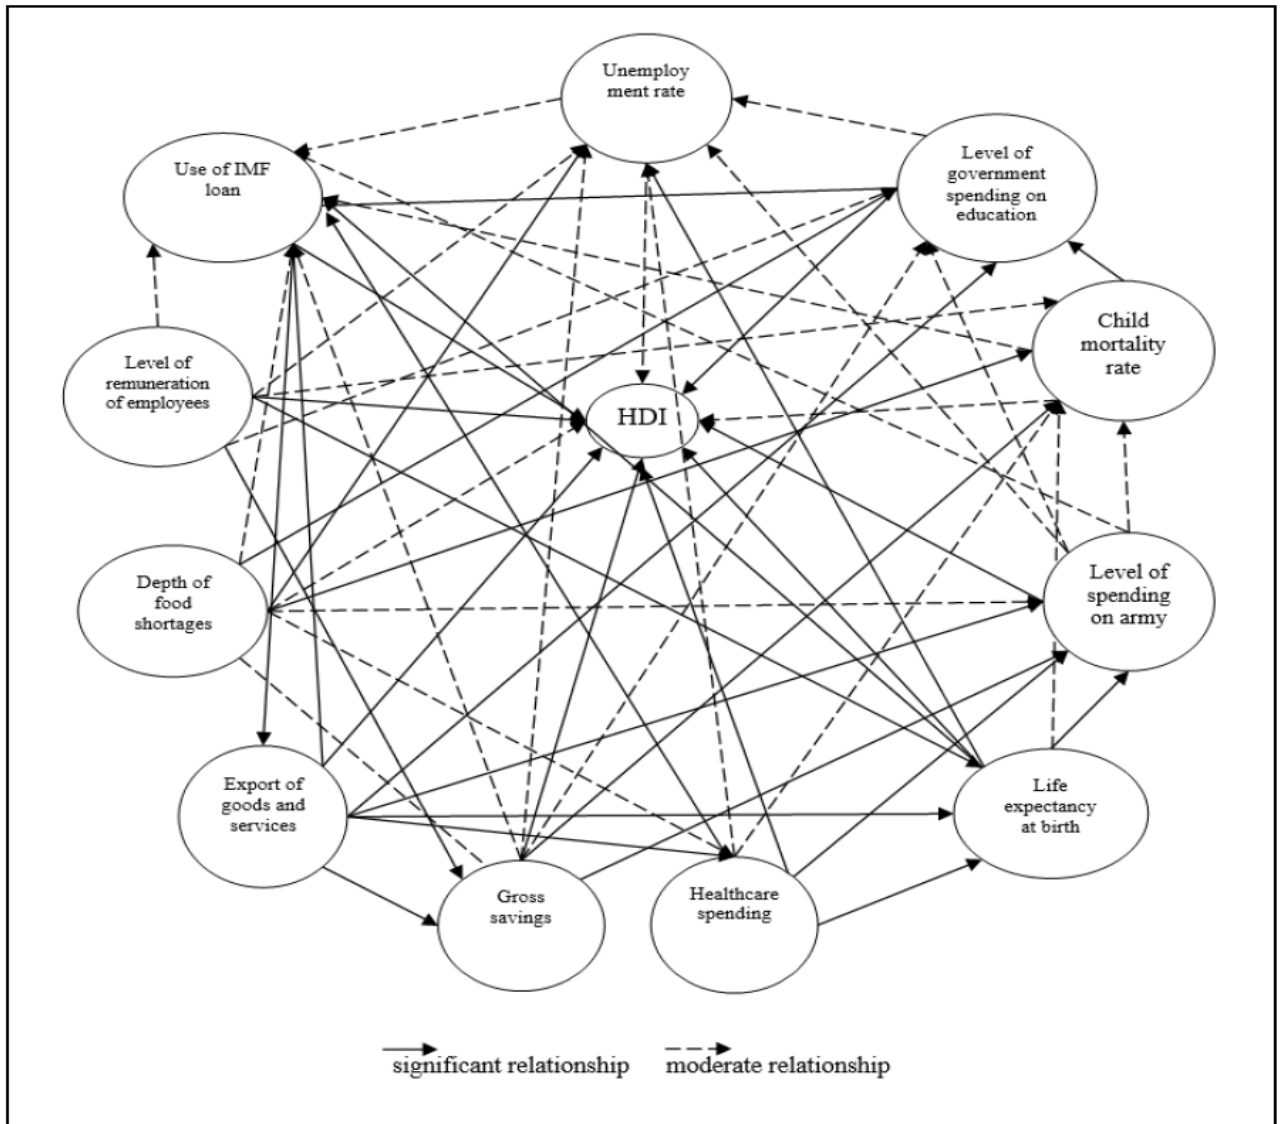 Unemploy
ment rate
Use of IMF
loan
Level of
government
spending on
education
Child
mortality
rate
Level of
remuneration
of employees
HDI
Depth of
food
shortages
Level of
spending
on army
Export of
goods and
services
Life
expectancy
at birth
Gross
savings
Healthcare
spending
significant relationship
moderate relationship